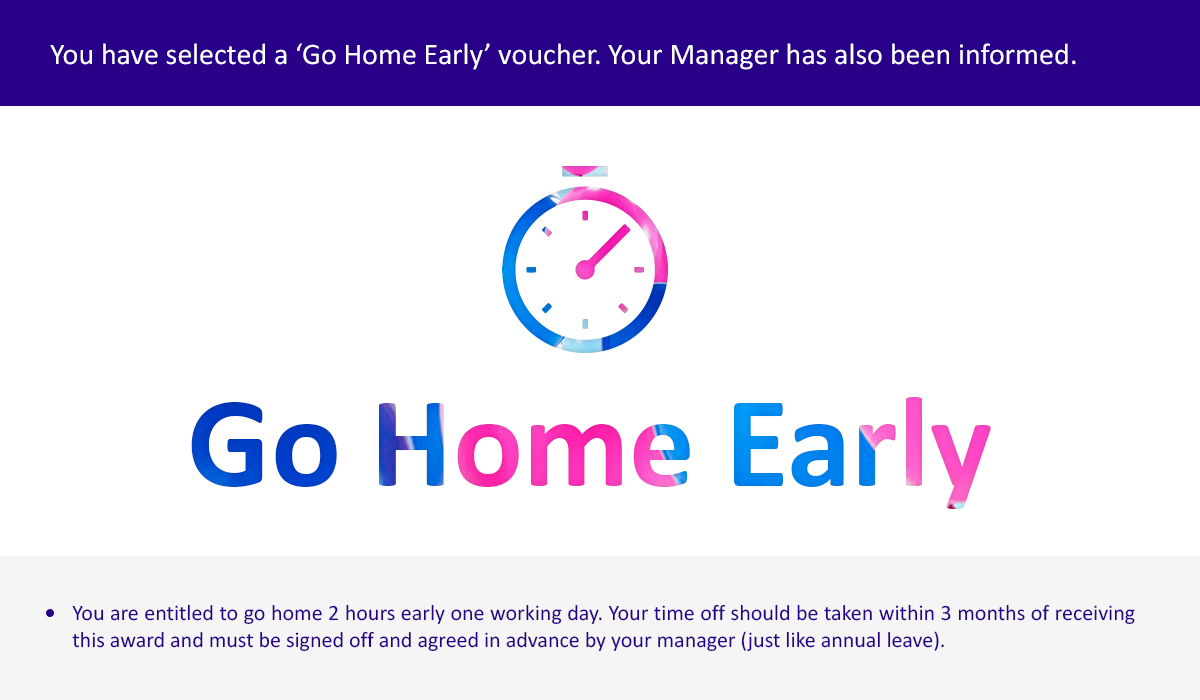 You have selected a ‘Go Home Early’ voucher. Your Manager has also been informed.
Go Home Early
• You are entitled to go home 2 hours early one working day. Your time off should be taken within 3 months of receiving
this award and must be signed off and agreed in advance by your manager (just like annual leave).